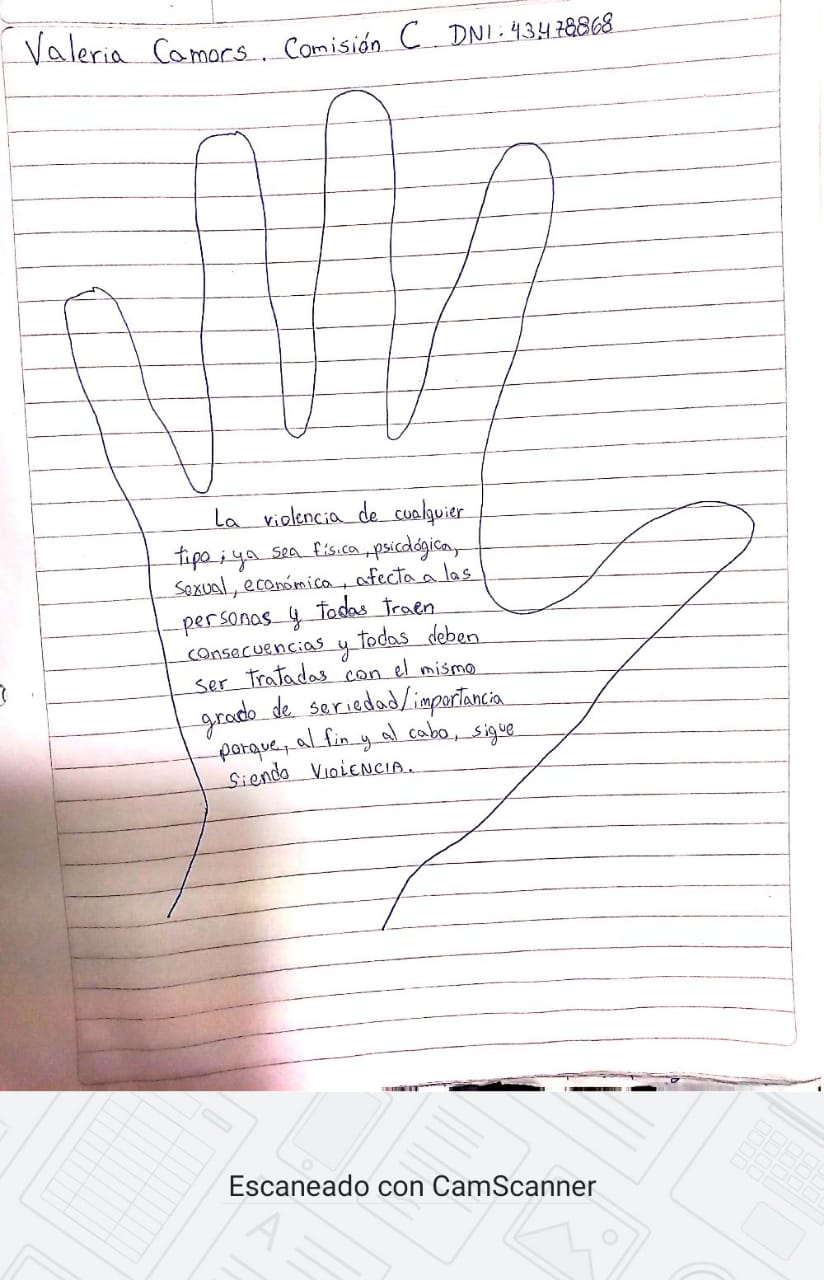 Valeria Camors. Comisión C. DNI: 43478868
La violencia de cualquier
tipo; ya sea física, psicológica,
sexual, económica, afecta a las
personas y todas traen
consecuencias y todas deben
ser tratadas con el mismo
grado de seriedad/importancia
porque, al fin y al cabo, sigue
siendo VIOLENCIA.
Escaneado con CamScanner